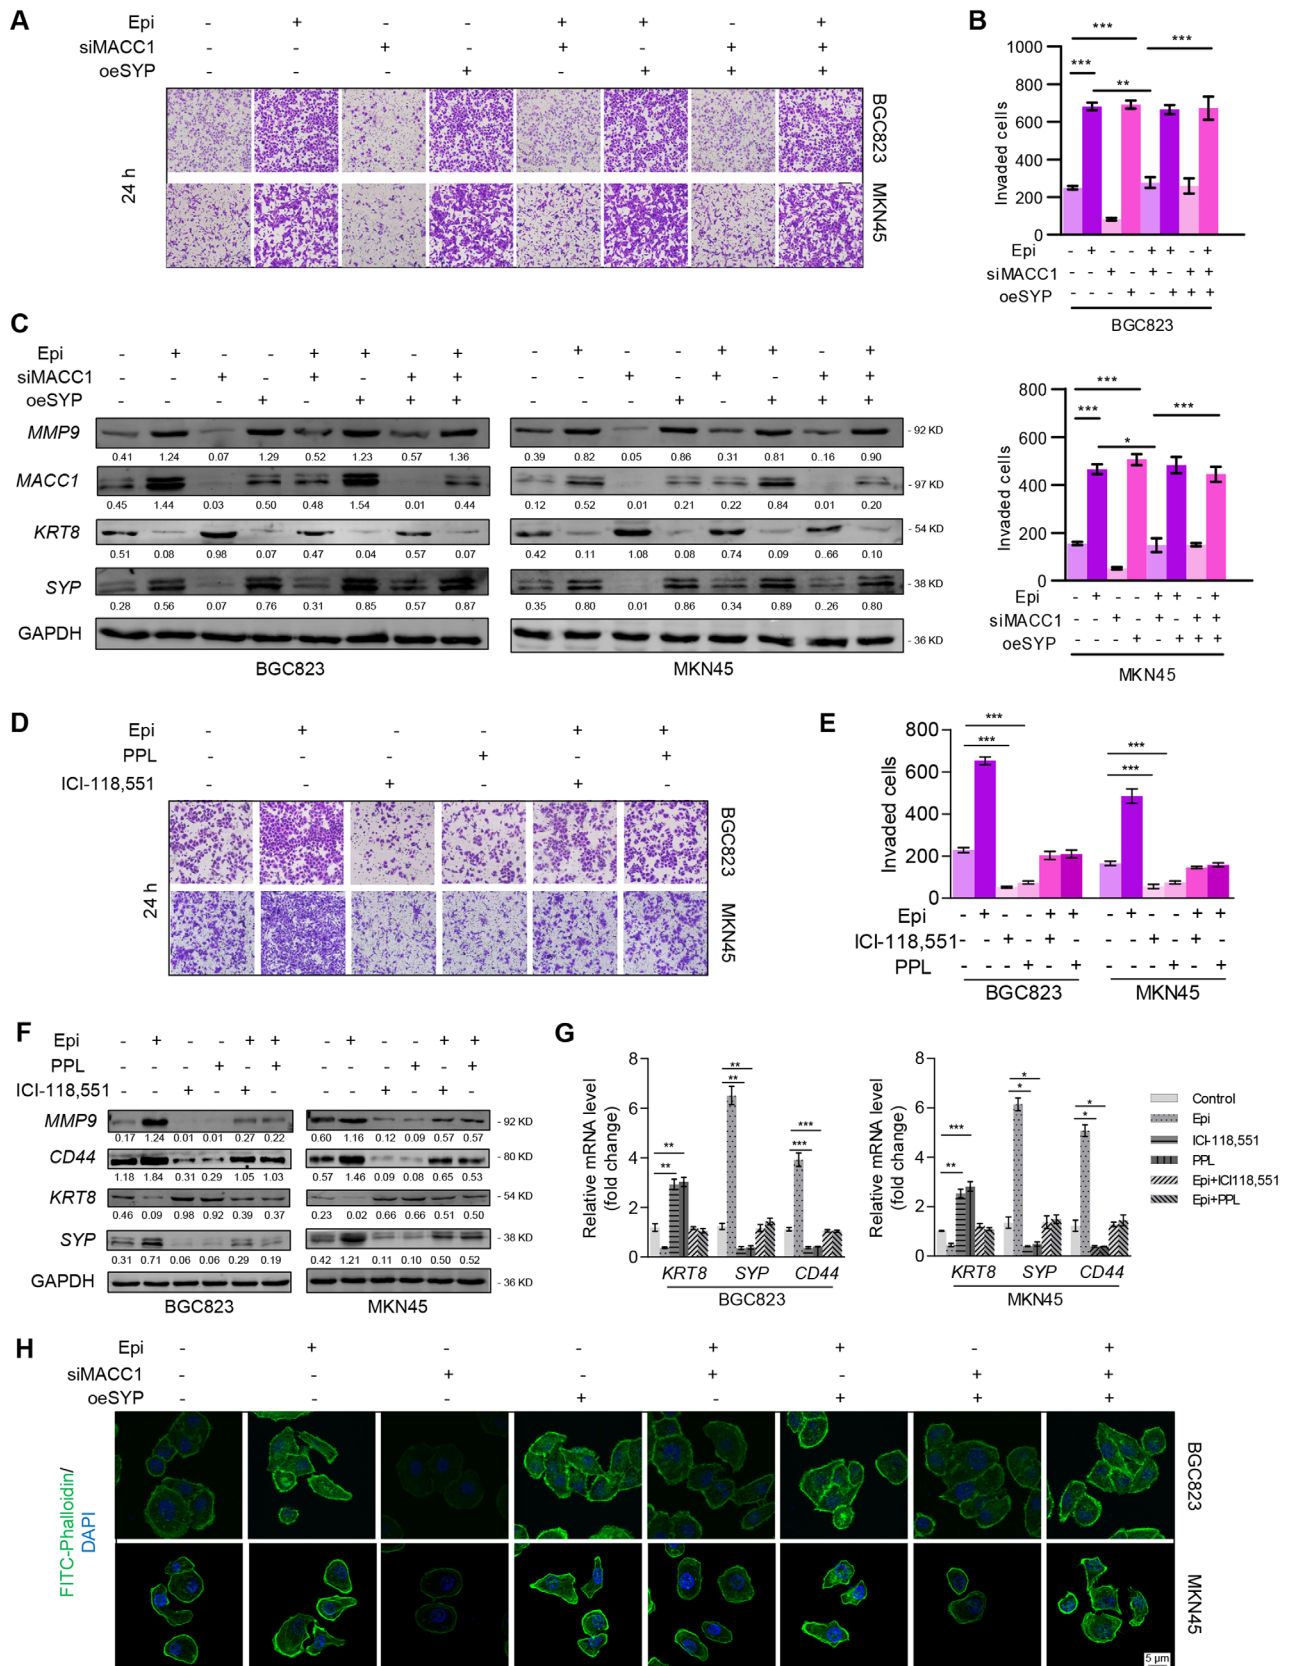 A
Epi - + - - + + - +
siMACC1 - - + - + - + +
oeSYP - - - + - + + +
24 h
BGC823
MKN45
B
*** ***
*** **
1000
800
600
400
200
0
Invaded cells
Epi - + - - + + - +
siMACC1 - - + - + - + +
oeSYP - - - + - + + +
BGC823
*** ***
*** *
800
600
400
200
0
Invaded cells
Epi - + - - + + - +
siMACC1 - - + - + - + +
oeSYP - - - + - + + +
MKN45
C
Epi - + - - + + - + - + - - + + - +
siMACC1 - - + - + - + + - - + - + - + +
oeSYP - - - + - + + + - - - + - + + +
MMP9 - 92 KD
0.41 1.24 0.07 1.29 0.52 1.23 0.57 1.36 0.39 0.82 0.05 0.86 0.31 0.81 0..16 0.90
MACC1 - 97 KD
0.45 1.44 0.03 0.50 0.48 1.54 0.01 0.44 0.12 0.52 0.01 0.21 0.22 0.84 0.01 0.20
KRT8 - 54 KD
0.51 0.08 0.98 0.07 0.47 0.04 0.57 0.07 0.42 0.11 1.08 0.08 0.74 0.09 0.66 0.10
SYP - 38 KD
0.28 0.56 0.07 0.76 0.31 0.85 0.57 0.87 0.35 0.80 0.01 0.86 0.34 0.89 0..26 0.80
GAPDH - 36 KD
BGC823 MKN45
D
Epi - + - - + +
PPL - - - + - +
ICI-118,551 - - + - + -
24 h
BGC823
MKN45
E
*** ***
*** ***
800
600
400
200
0
Invaded cells
Epi - + - - + + - + - - + +
ICI-118,551 - - + - + - - - + - + -
PPL - - - + - + - - - + - +
BGC823 MKN45
F
Epi - + - - + + - + - - + +
PPL - - - + - + - - - + - +
ICI-118,551 - - + - + - - - + - + -
MMP9 - 92 KD
0.17 1.24 0.01 0.01 0.27 0.22 0.60 1.16 0.12 0.09 0.57 0.57
CD44 - 80 KD
1.18 1.84 0.31 0.29 1.05 1.03 0.57 1.46 0.09 0.08 0.65 0.53
KRT8 - 54 KD
0.46 0.09 0.98 0.92 0.39 0.37 0.23 0.02 0.66 0.66 0.51 0.50
SYP - 38 KD
0.31 0.71 0.06 0.06 0.29 0.19 0.42 1.21 0.11 0.10 0.50 0.52
GAPDH - 36 KD
BGC823 MKN45
G
8
6
4
2
0
Relative mRNA level
(fold change)
** ** ** ** *** ***
KRT8 SYP CD44
BGC823
8
6
4
2
0
Relative mRNA level
(fold change)
*** ** * * * *
KRT8 SYP CD44
MKN45
Control
Epi
ICI-118,551
PPL
Epi+ICI118,551
Epi+PPL
H
Epi - + - - + + - +
siMACC1 - - + - + - + +
oeSYP - - - + - + + +
FITC-Phalloidin/
DAPI
BGC823
MKN45
5 μm